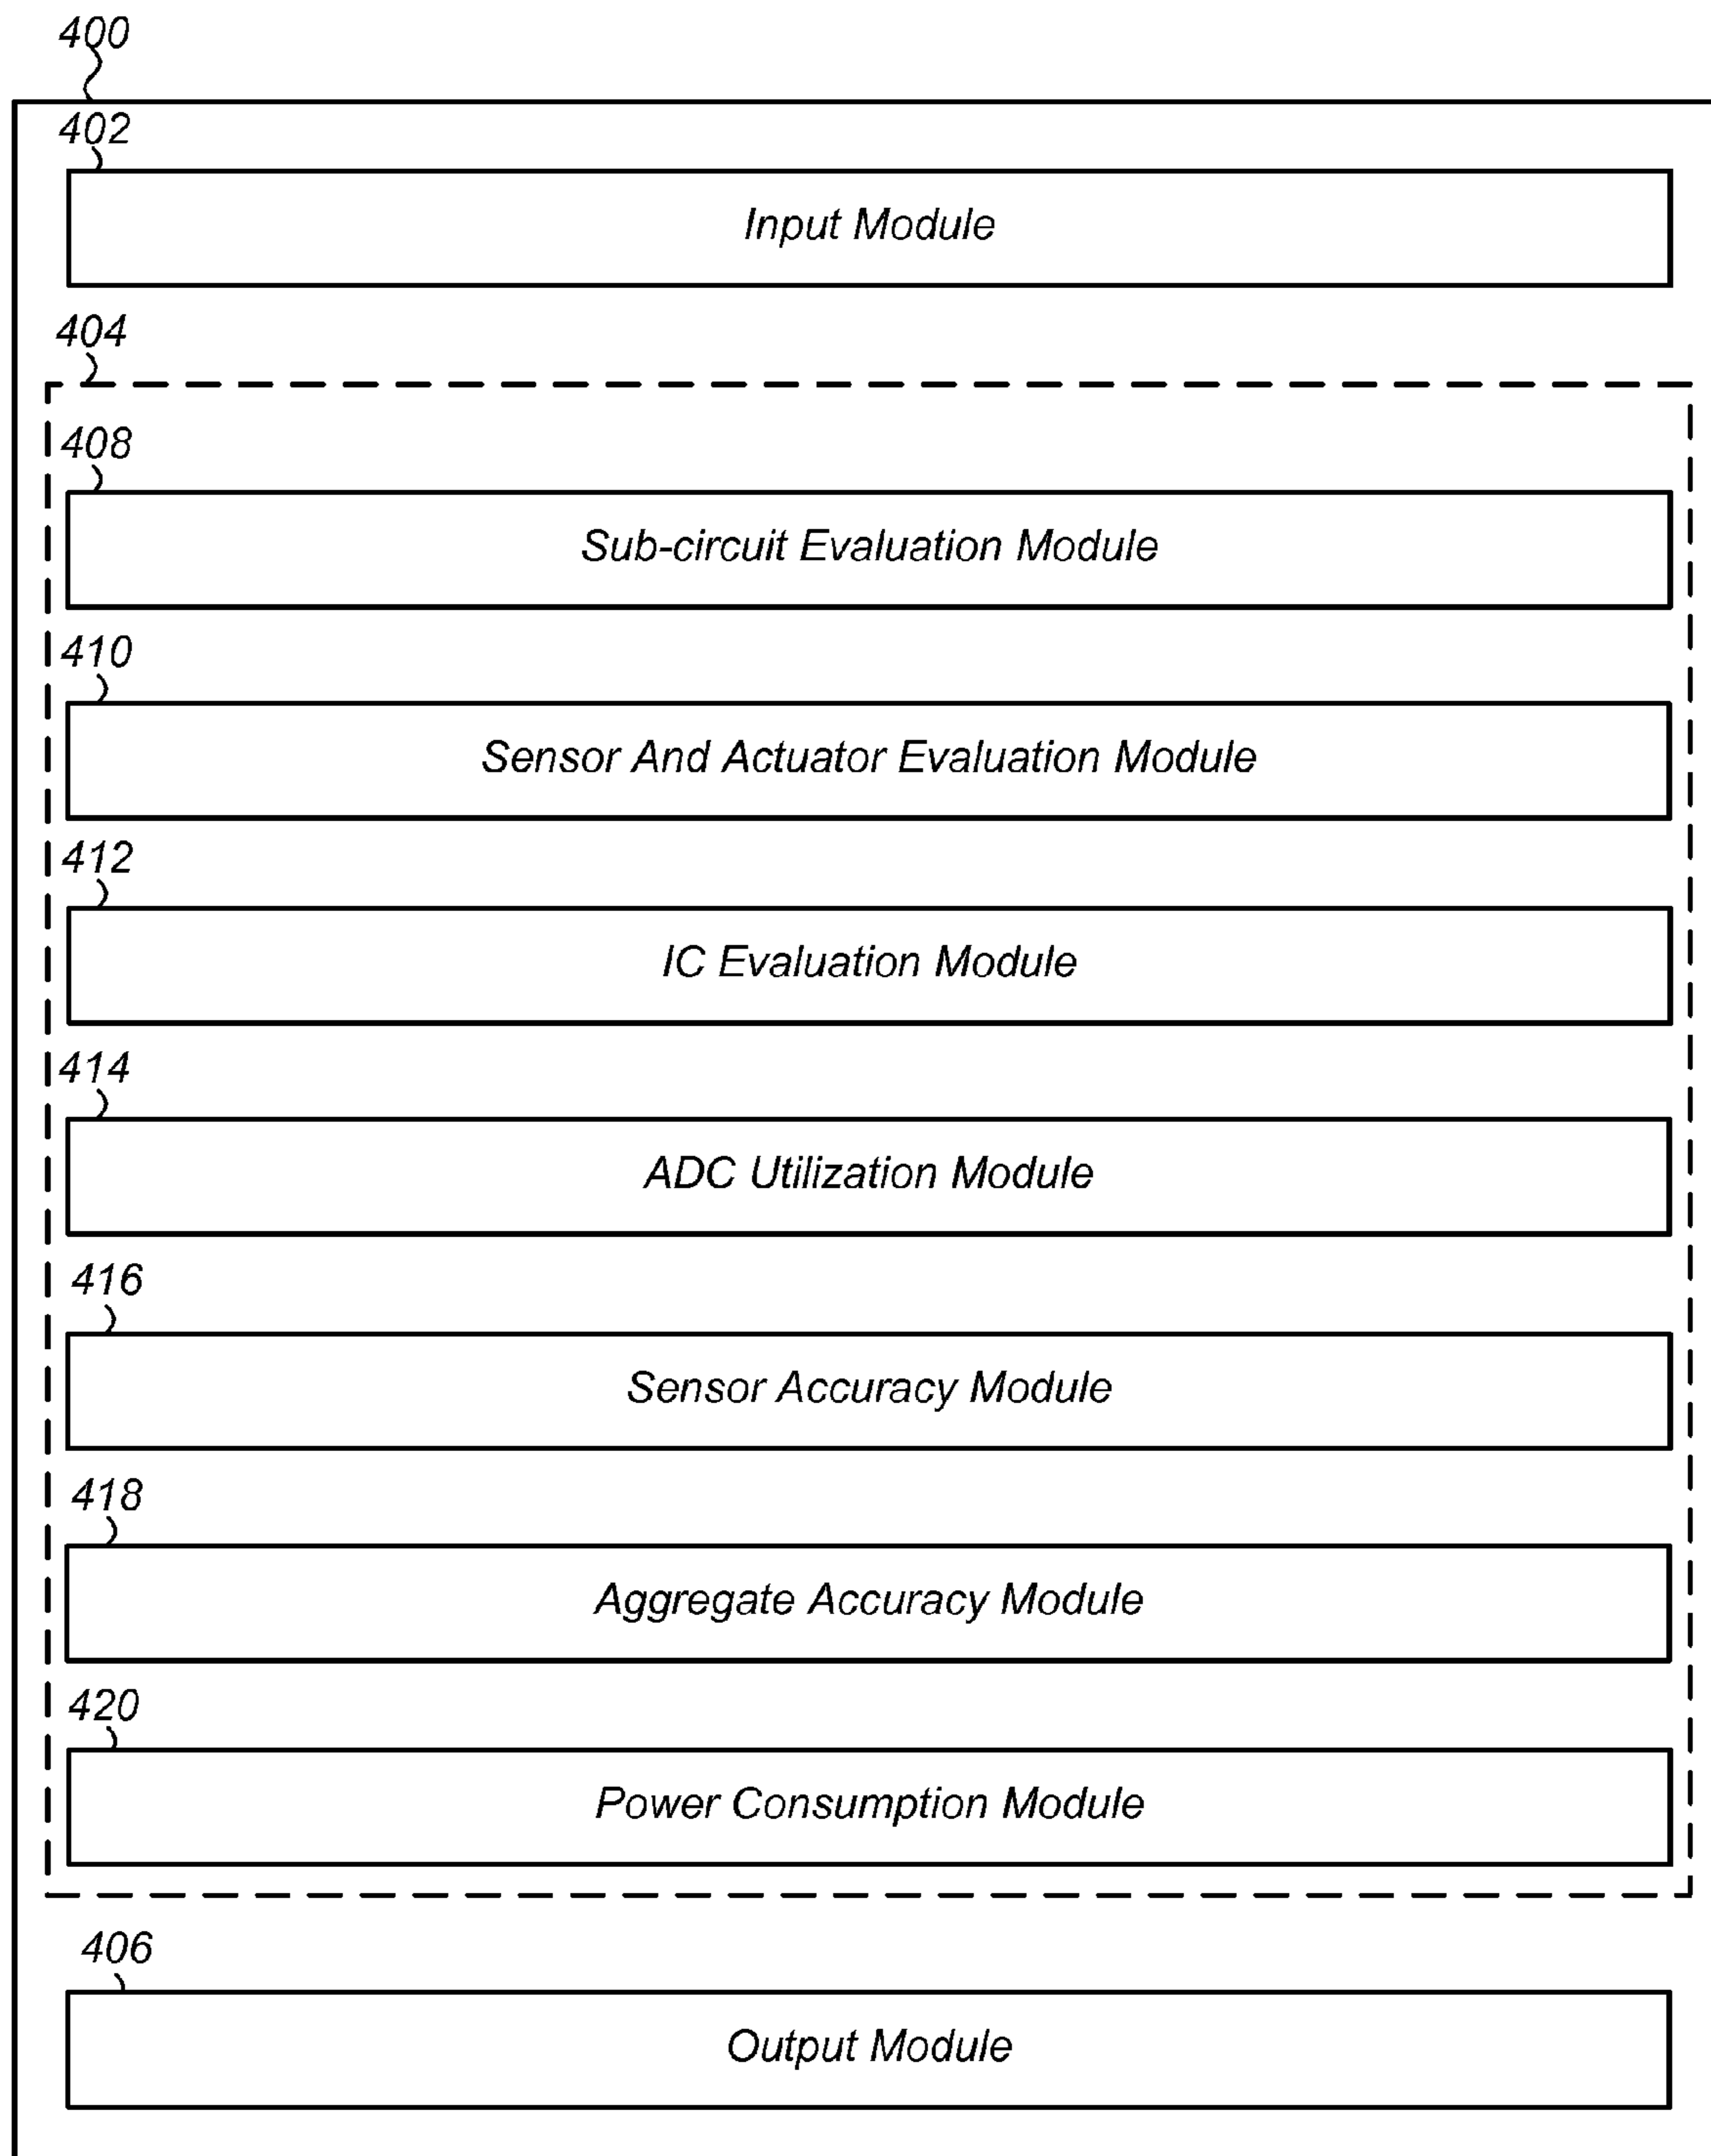 400
402
Input Module
404
408
Sub-circuit Evaluation Module
410
Sensor And Actuator Evaluation Module
412
IC Evaluation Module
414
ADC Utilization Module
416
Sensor Accuracy Module
418
Aggregate Accuracy Module
420
Power Consumption Module
406
Output Module